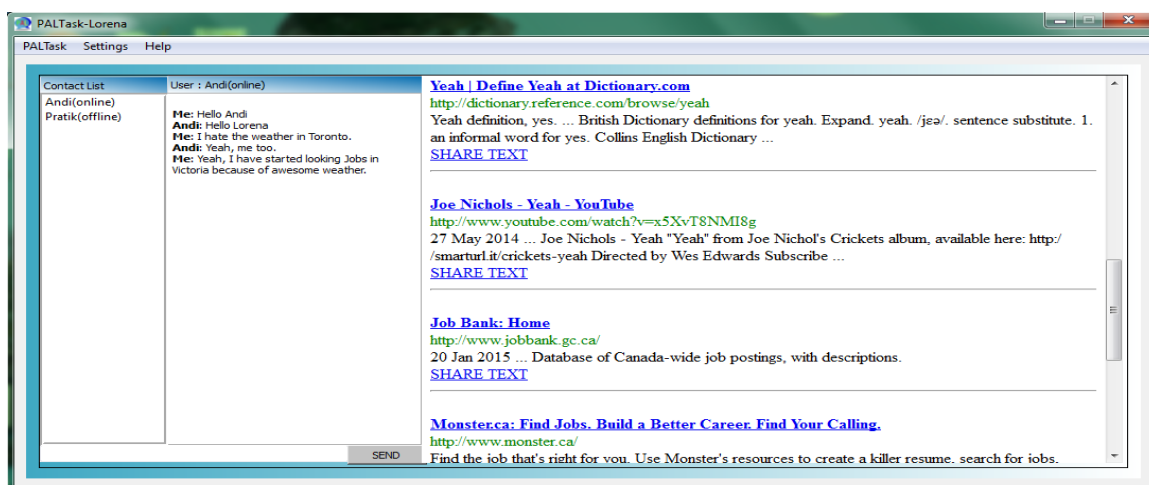 PALTask-Lorena
PALTask Settings Help
Contact List
Andi(online)
Pratik(offline)
User : Andi(online)
Me: Hello Andi
Andi: Hello Lorena
Me: I hate the weather in Toronto.
Andi: Yeah, me too.
Me: Yeah, I have started looking Jobs in
Victoria because of awesome weather.
SEND
Yeah | Define Yeah at Dictionary.com
http://dictionary.reference.com/browse/yeah
Yeah definition, yes. ... British Dictionary definitions for yeah. Expand. yeah. /jɛə/. sentence substitute. 1.
an informal word for yes. Collins English Dictionary ...
SHARE TEXT
Joe Nichols - Yeah - YouTube
http://www.youtube.com/watch?v=x5XvT8NMI8g
27 May 2014 ... Joe Nichols - Yeah "Yeah" from Joe Nichol's Crickets album, available here: http:/
/smarturl.it/crickets-yeah Directed by Wes Edwards Subscribe ...
SHARE TEXT
Job Bank: Home
http://www.jobbank.gc.ca/
20 Jan 2015 ... Database of Canada-wide job postings, with descriptions.
SHARE TEXT
Monster.ca: Find Jobs. Build a Better Career. Find Your Calling.
http://www.monster.ca/
Find the job that's right for you. Use Monster's resources to create a killer resume. search for jobs.